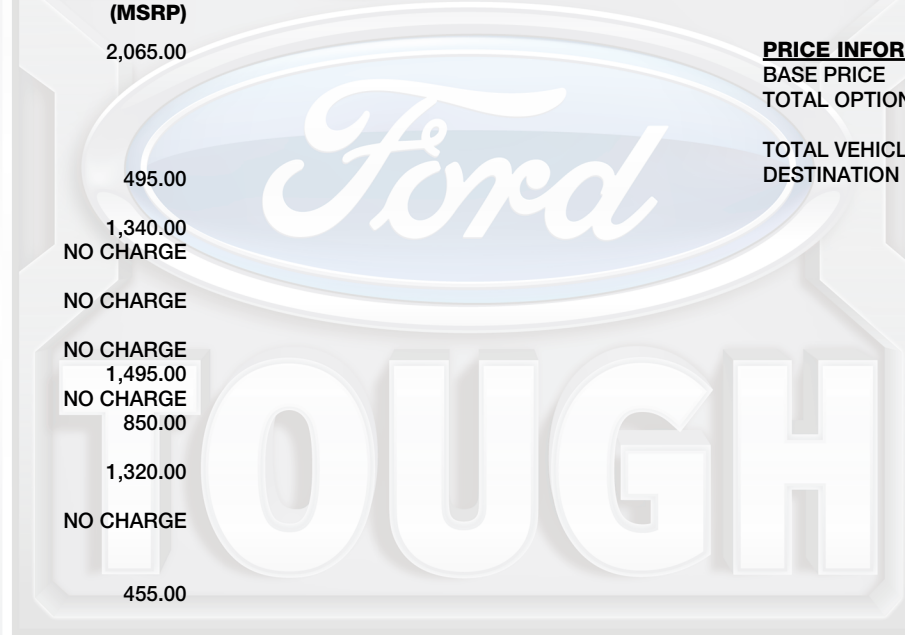 (MSRP)
2,065.00
495.00
1,340.00
NO CHARGE
NO CHARGE
NO CHARGE
1,495.00
NO CHARGE
850.00
1,320.00
NO CHARGE
455.00
PRICE INFOR
BASE PRICE
TOTAL OPTION
TOTAL VEHICL
DESTINATION
Ford
TOUGH